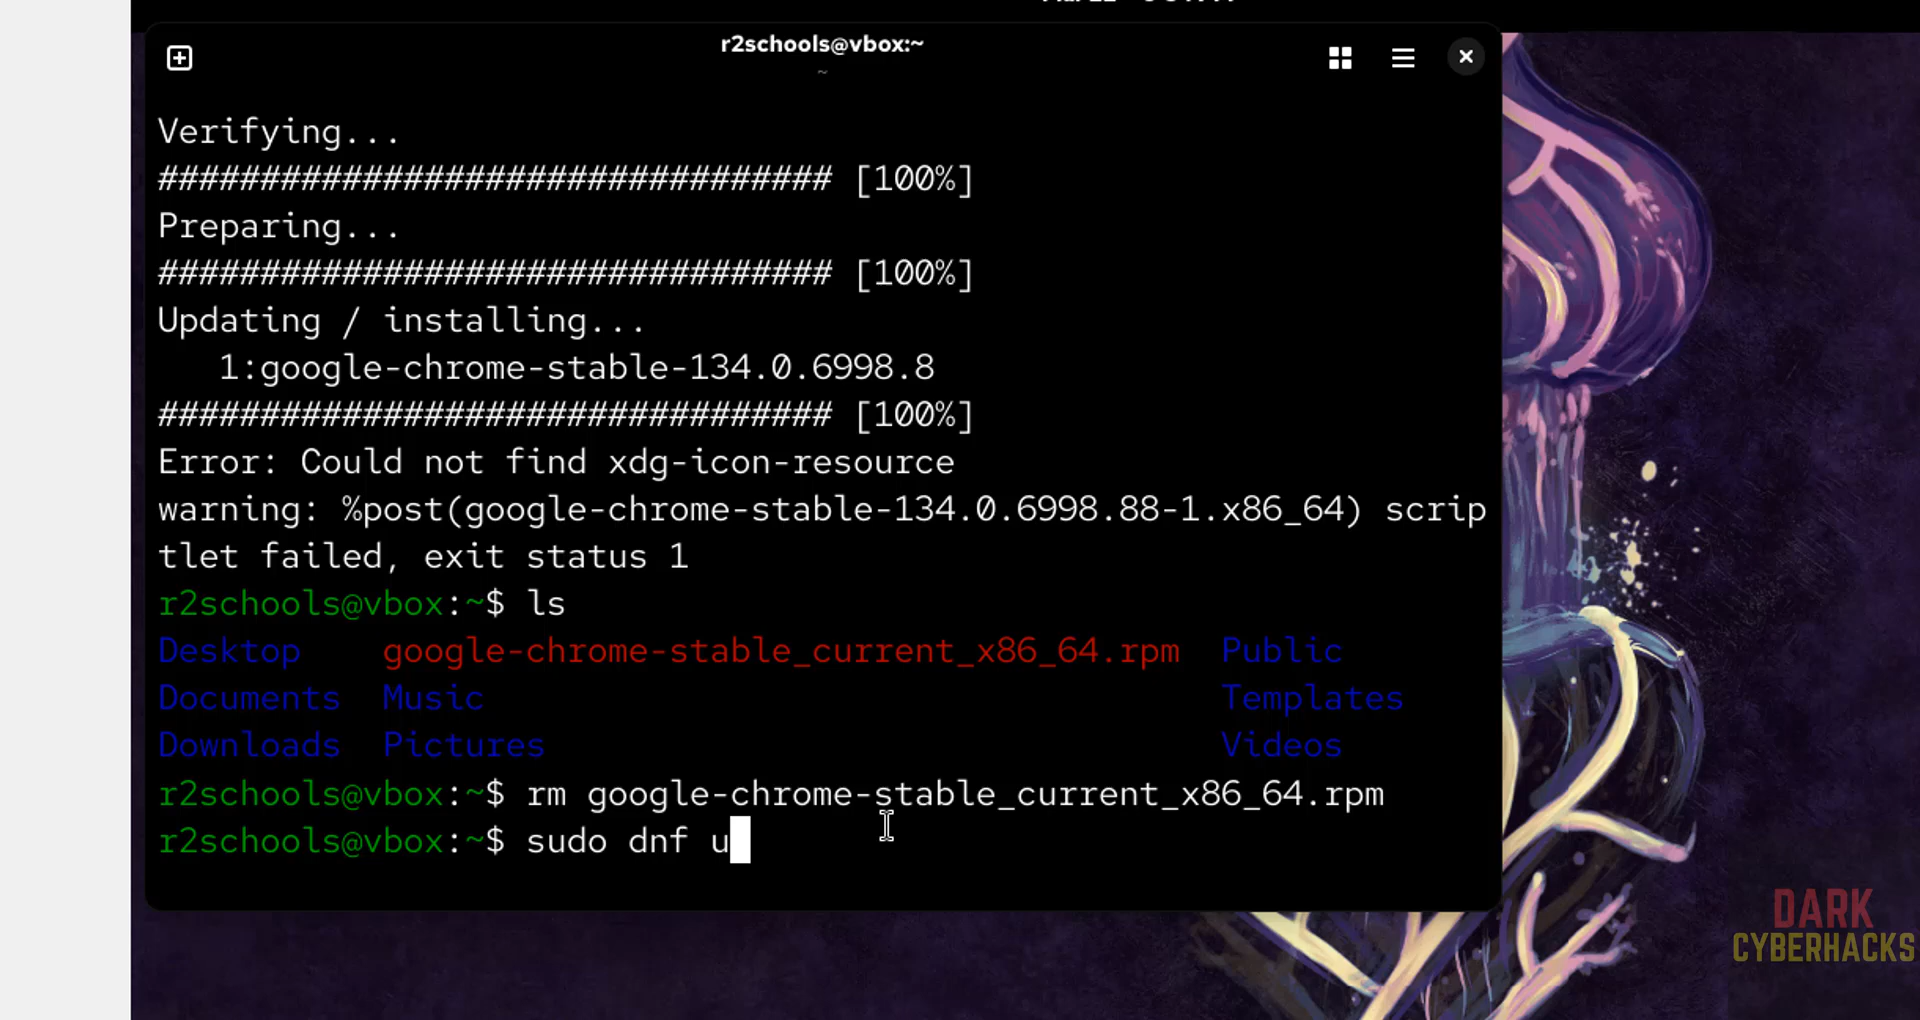 r2schools@vbox:~
~
Verifying...
################################# [100%]
Preparing...
################################# [100%]
Updating / installing...
1:google-chrome-stable-134.0.6998.8
################################# [100%]
Error: Could not find xdg-icon-resource
warning: %post(google-chrome-stable-134.0.6998.88-1.x86_64) scrip
tlet failed, exit status 1
r2schools@vbox:~$ ls
Desktop google-chrome-stable_current_x86_64.rpm Public
Documents Music Templates
Downloads Pictures Videos
r2schools@vbox:~$ rm google-chrome-stable_current_x86_64.rpm
r2schools@vbox:~$ sudo dnf u
DARK
CYBERHACKS